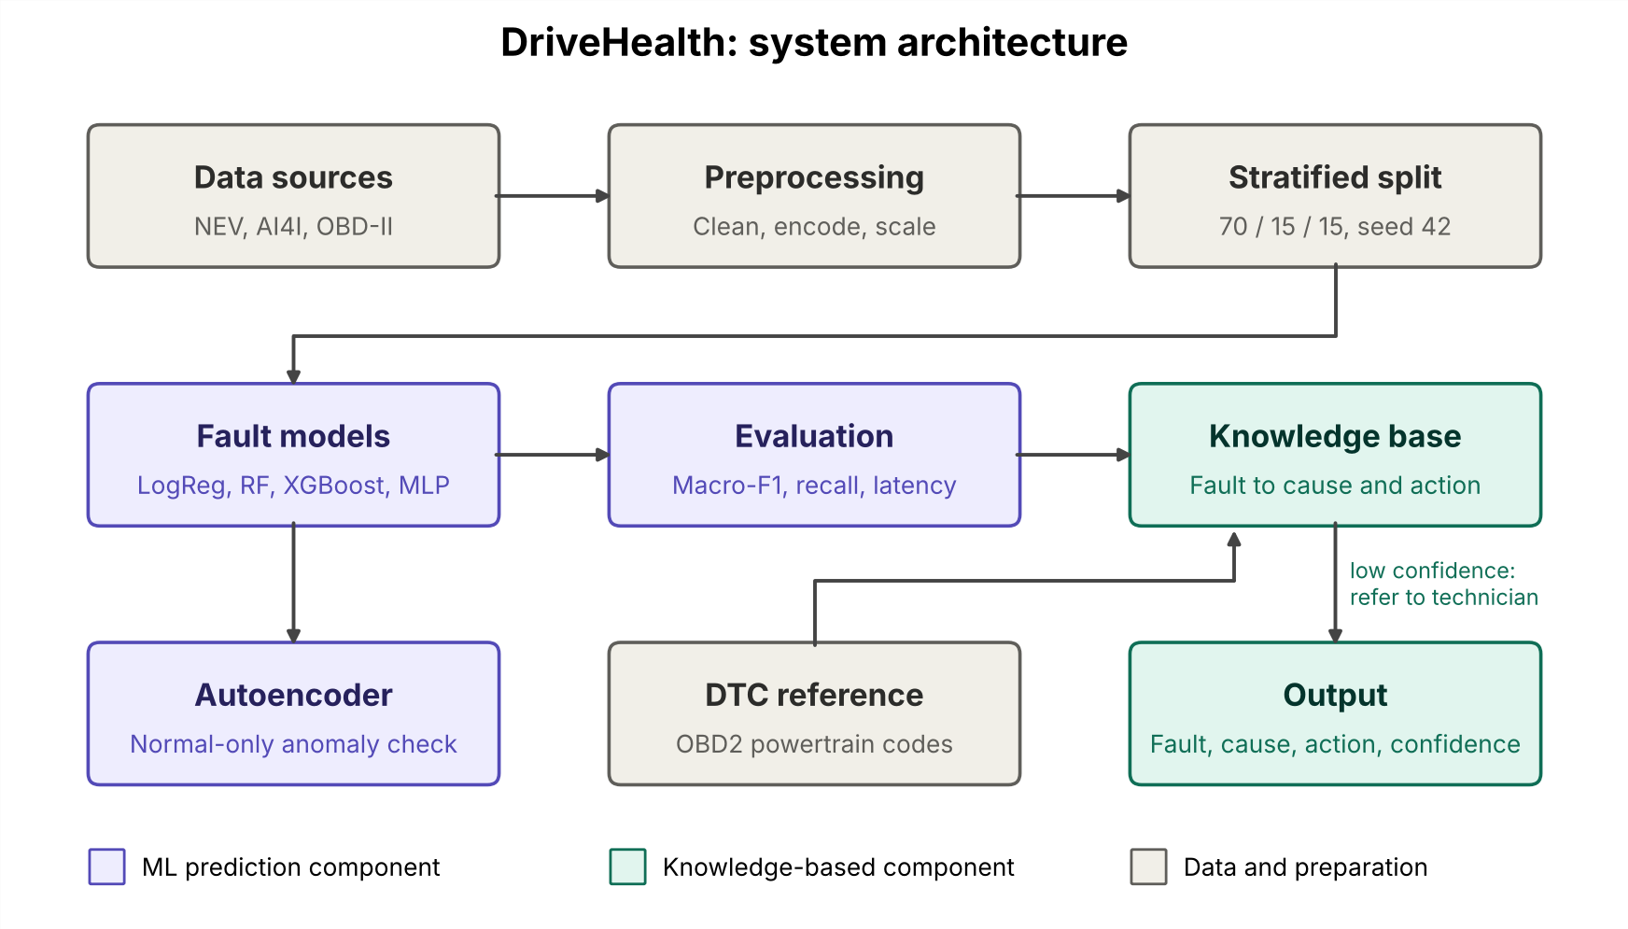 DriveHealth: system architecture
Data sources
NEV, AI4I, OBD-II
Preprocessing
Clean, encode, scale
Stratified split
70 / 15 / 15, seed 42
Fault models
LogReg, RF, XGBoost, MLP
Evaluation
Macro-F1, recall, latency
Knowledge base
Fault to cause and action
low confidence:
refer to technician
Autoencoder
Normal-only anomaly check
DTC reference
OBD2 powertrain codes
Output
Fault, cause, action, confidence
ML prediction component
Knowledge-based component
Data and preparation